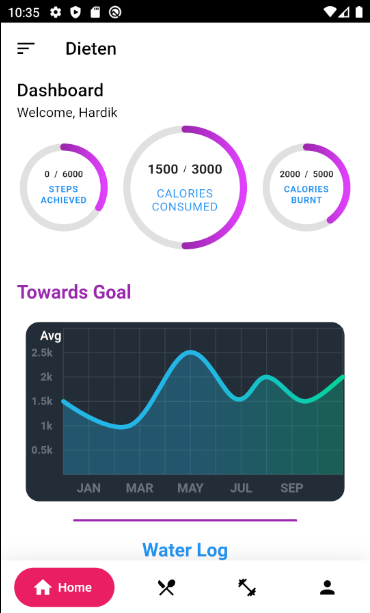 10:35
Dieten
Dashboard
Welcome, Hardik
0 / 6000
STEPS
ACHIEVED
1500 / 3000
CALORIES
CONSUMED
2000 / 5000
CALORIES
BURNT
Towards Goal
Avg
2.5k
2k
1.5k
1k
0.5k
JAN MAR MAY JUL SEP
Water Log
Home